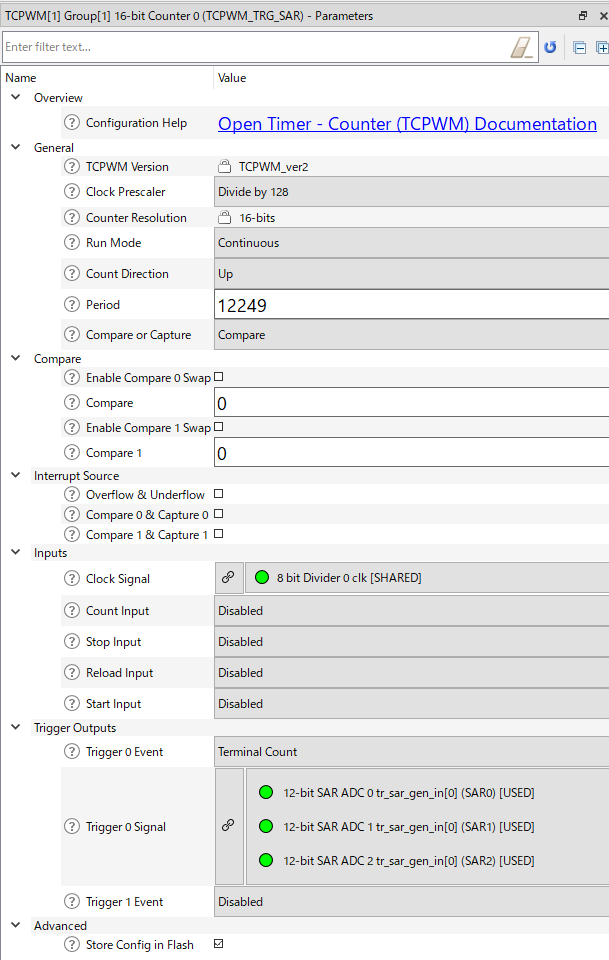 TCPWM[1] Group[1] 16-bit Counter 0 (TCPWM_TRG_SAR) - Parameters
Enter filter text...
Name Value
Overview
Configuration Help Open Timer - Counter (TCPWM) Documentation
General
TCPWM Version TCPWM_ver2
Clock Prescaler Divide by 128
Counter Resolution 16-bits
Run Mode Continuous
Count Direction Up
Period 12249
Compare or Capture Compare
Compare
Enable Compare 0 Swap
Compare 0
Enable Compare 1 Swap
Compare 1 0
Interrupt Source
Overflow & Underflow
Compare 0 & Capture 0
Compare 1 & Capture 1
Inputs
Clock Signal 8 bit Divider 0 clk [SHARED]
Count Input Disabled
Stop Input Disabled
Reload Input Disabled
Start Input Disabled
Trigger Outputs
Trigger 0 Event Terminal Count
12-bit SAR ADC 0 tr_sar_gen_in[0] (SAR0) [USED]
Trigger 0 Signal 12-bit SAR ADC 1 tr_sar_gen_in[0] (SAR1) [USED]
12-bit SAR ADC 2 tr_sar_gen_in[0] (SAR2) [USED]
Trigger 1 Event Disabled
Advanced
Store Config in Flash